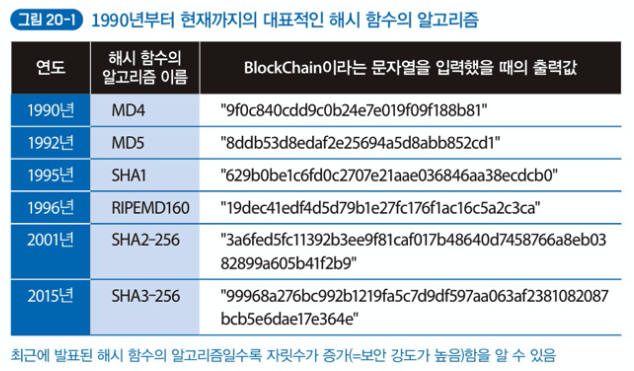 그림 20-1 1990년부터 현재까지의 대표적인 해시 함수의 알고리즘
연도
해시 함수의
알고리즘 이름
BlockChain이라는 문자열을 입력했을 때의 출력값
1990년 MD4 "9f0c840cdd9c0b24e7e019f09f188b81"
1992년 MD5 "8ddb53d8edaf2e25694a5d8abb852cd1"
1995년 SHA1 "629b0be1c6fd0c2707e21aae036846aa38ecdcb0"
1996년 RIPEMD160 "19dec41edf4d5d79b1e27fc176f1ac16c5a2c3ca"
2001년 SHA2-256 "3a6fed5fc11392b3ee9f81caf017b48640d7458766a8eb03
82899a605b41f2b9"
2015년 SHA3-256 "99968a276bc992b1219fa5c7d9df597aa063af2381082087
bcb5e6dae17e364e"
최근에 발표된 해시 함수의 알고리즘일수록 자릿수가 증가(=보안 강도가 높음)함을 알 수 있음